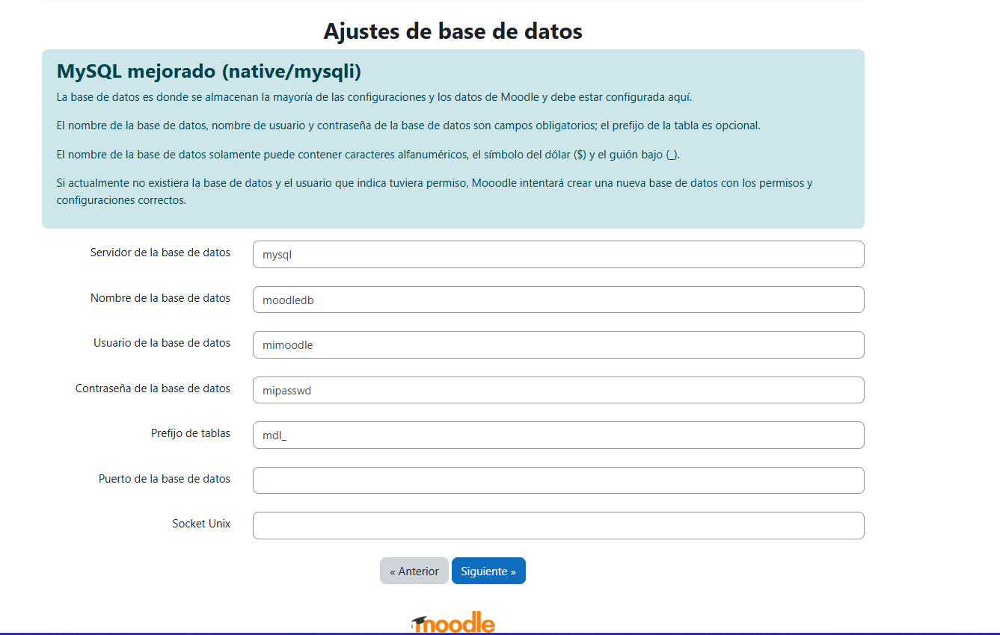 Ajustes de base de datos
MySQL mejorado (native/mysqli)
La base de datos es donde se almacenan la mayoría de las configuraciones y los datos de Moodle y debe estar configurada aquí.
El nombre de la base de datos, nombre de usuario y contraseña de la base de datos son campos obligatorios; el prefijo de la tabla es opcional.
El nombre de la base de datos solamente puede contener caracteres alfanuméricos, el símbolo del dólar ($) y el guión bajo (_).
Si actualmente no existiera la base de datos y el usuario que indica tuviera permiso, Mooodle intentará crear una nueva base de datos con los permisos y
configuraciones correctos.
Servidor de la base de datos mysql
Nombre de la base de datos moodledb
Usuario de la base de datos mimoodle
Contraseña de la base de datos mipasswd
Prefijo de tablas mdl_
Puerto de la base de datos
Socket Unix
« Anterior Siguiente »
moodle